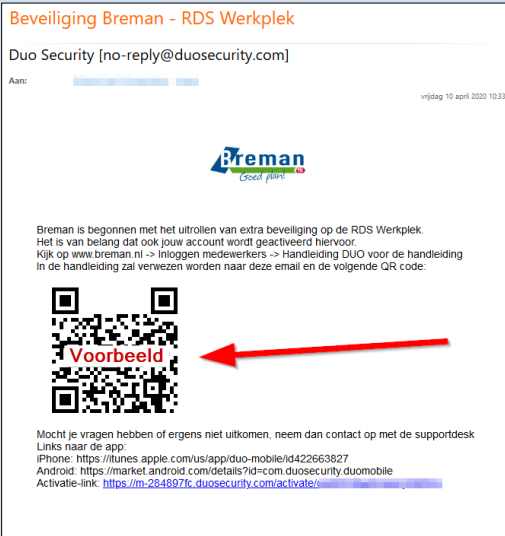 Beveiliging Breman - RDS Werkplek
Duo Security [no-reply@duosecurity.com]
Aan:
vrijdag 10 april 2020 10:33
Breman
Goed plan!
Breman is begonnen met het uitrollen van extra beveiliging op de RDS Werkplek.
Het is van belang dat ook jouw account wordt geactiveerd hiervoor.
Kijk op www.breman.nl -> Inloggen medewerkers -> Handleiding DUO voor de handleiding
In de handleiding zal verwezen worden naar deze email en de volgende QR code:
Voorbeeld
Mocht je vragen hebben of ergens niet uitkomen, neem dan contact op met de supportdesk
Links naar de app:
iPhone: https://itunes.apple.com/us/app/duo-mobile/id422663827
Android: https://market.android.com/details?id=com.duosecurity.duomobile
Activatie-link: https://m-284897fc.duosecurity.com/activate/